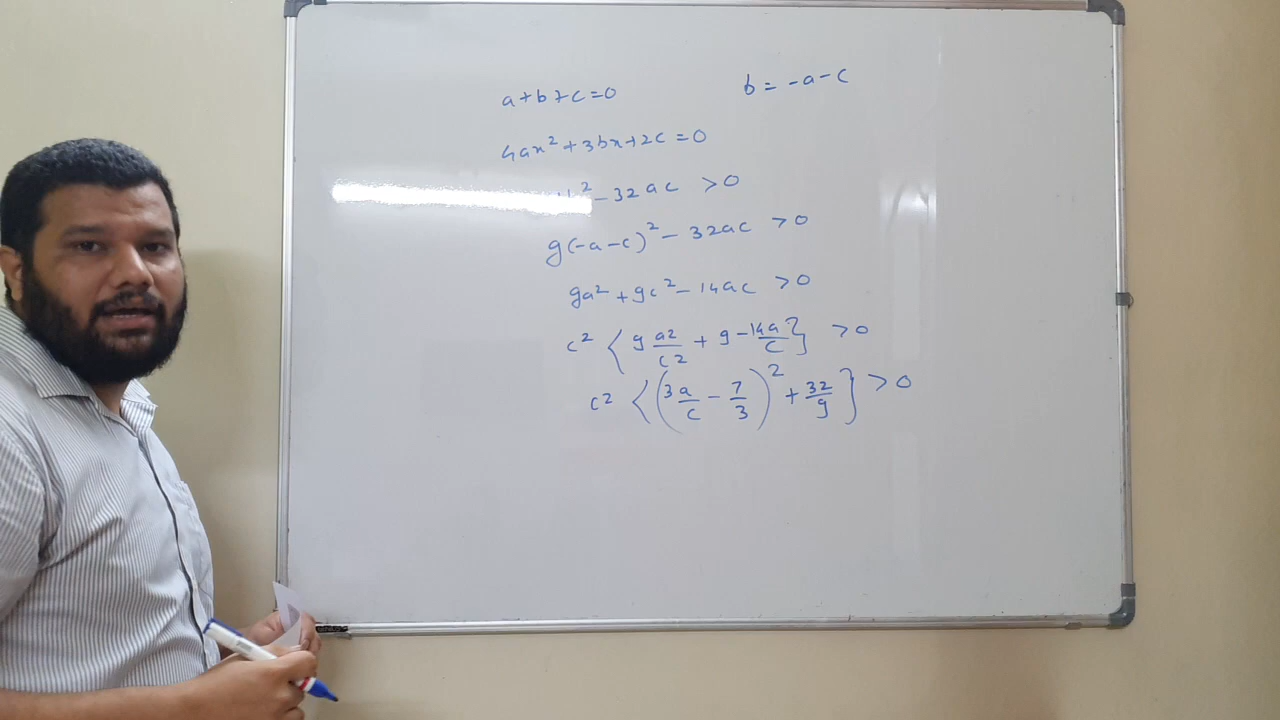 a+b+c=0
b = -a-c
4ax²+3bx+2c=0
b²-32ac >0
9(-a-c)²-32ac >0
9a²+9c²-14ac >0
c² {9 a²/c² + 9 - 14a/c} >0
c² {(3a/c - 7/3)² + 32/9} >0